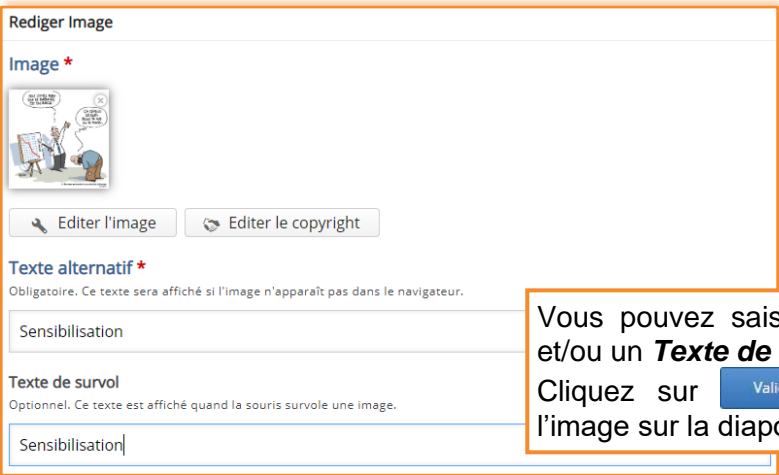 Rediger Image
Image *
Editer l'image
Editer le copyright
Texte alternatif *
Obligatoire. Ce texte sera affiché si l'image n'apparaît pas dans le navigateur.
Sensibilisation
Texte de survol
Optionnel. Ce texte est affiché quand la souris survole une image.
Sensibilisation
Vous pouvez sais
et/ou un Texte de
Cliquez sur Vali
l'image sur la diapo